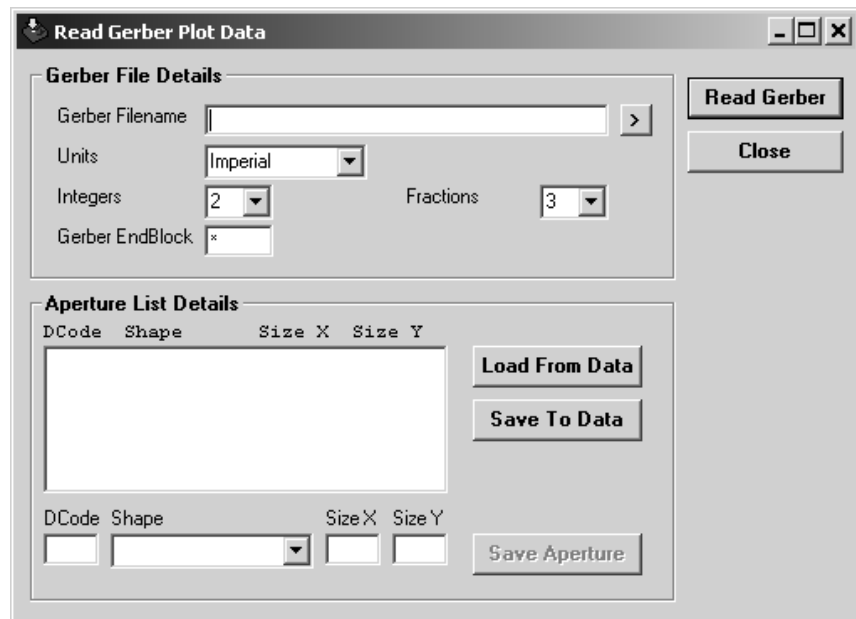 Read Gerber Plot Data
Gerber File Details
Gerber Filename
>
Read Gerber
Units
Imperial
Close
Integers
2
Fractions
3
Gerber EndBlock
*
Aperture List Details
DCode Shape Size X Size Y
Load From Data
Save To Data
DCode Shape Size X Size Y
Save Aperture